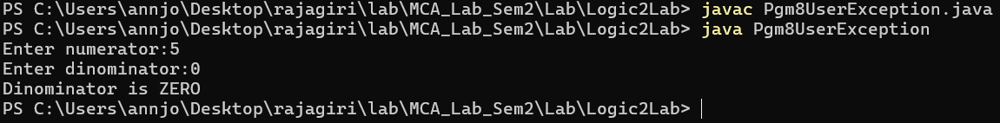 PS C:\Users\annjo\Desktop\rajagiri\lab\MCA_Lab_Sem2\Lab\Logic2Lab> javac Pgm8UserException.java
PS C:\Users\annjo\Desktop\rajagiri\lab\MCA_Lab_Sem2\Lab\Logic2Lab> java Pgm8UserException
Enter numerator:5
Enter dinominator:0
Dinominator is ZERO
PS C:\Users\annjo\Desktop\rajagiri\lab\MCA_Lab_Sem2\Lab\Logic2Lab>